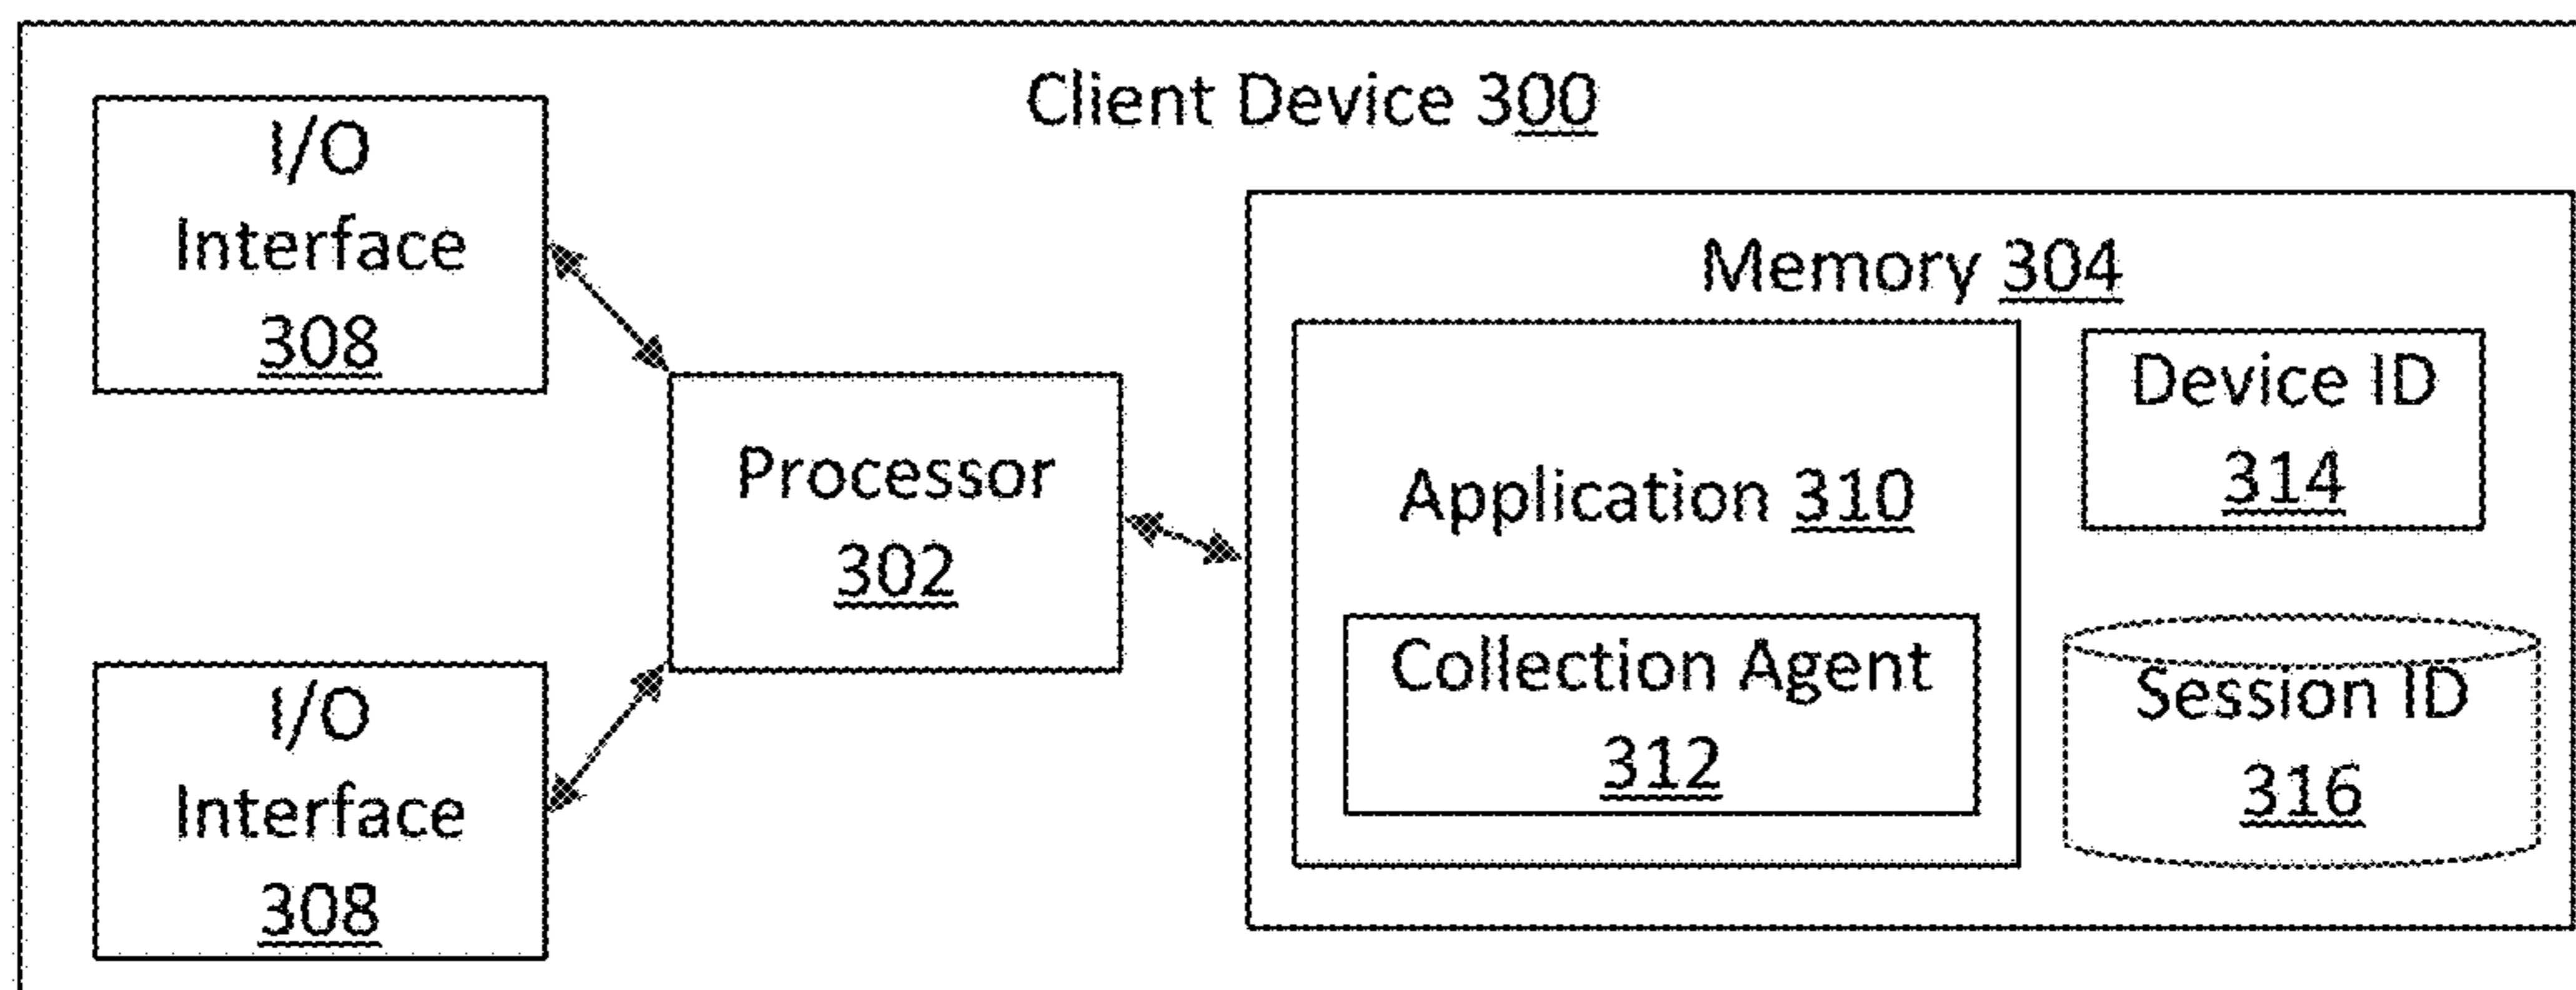 Client Device 300
I/O
Interface
308
Processor
302
I/O
Interface
308
Memory 304
Application 310
Collection Agent
312
Device ID
314
Session ID
316